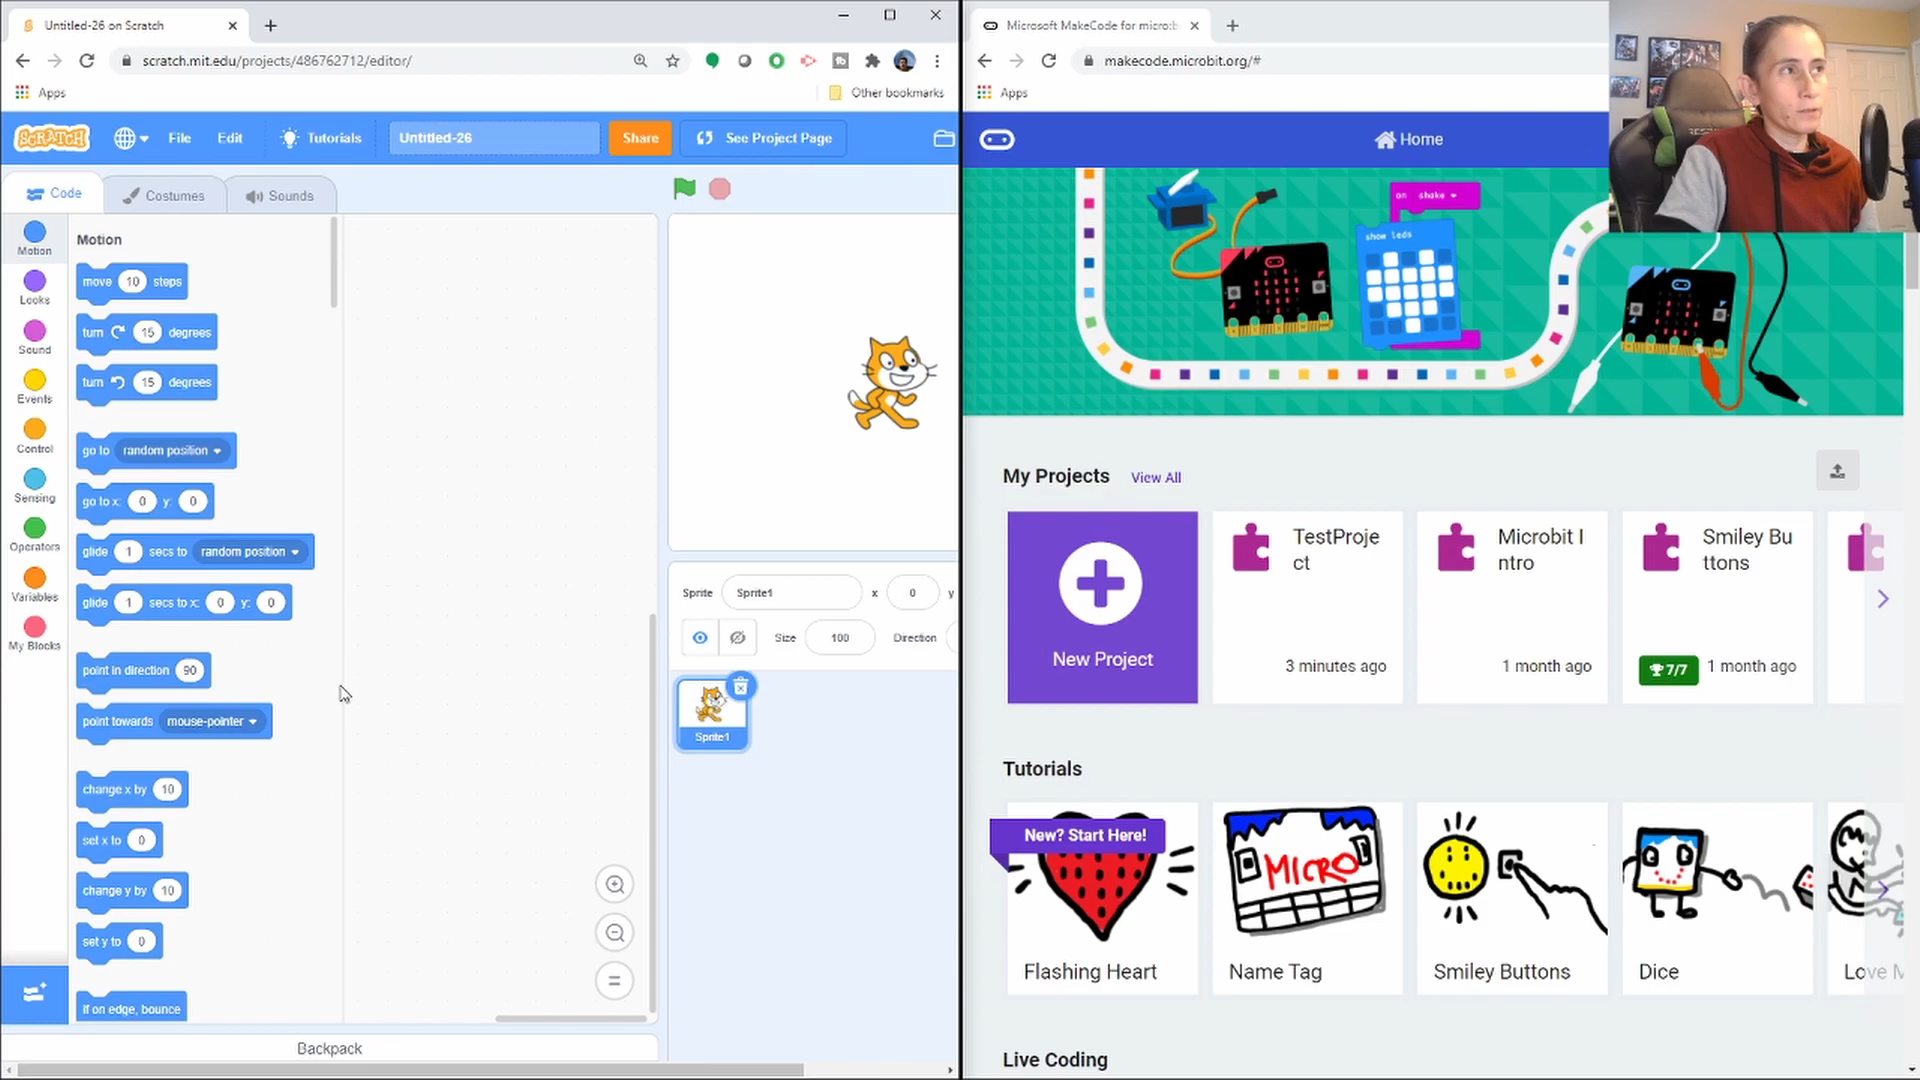 Untitled-26 on Scratch
scratch.mit.edu/projects/486762712/editor/
Apps
Other bookmarks
SCRATCH
File
Edit
Tutorials
Untitled-26
Share
See Project Page
Code
Costumes
Sounds
Motion
Looks
Sound
Events
Control
Sensing
Operators
Variables
My Blocks
Motion
move 10 steps
turn 15 degrees
turn 15 degrees
go to random position
go to x: 0 y: 0
glide 1 secs to random position
glide 1 secs to x: 0 y: 0
point in direction 90
point towards mouse-pointer
change x by 10
set x to 0
change y by 10
set y to 0
if on edge, bounce
Sprite Sprite1 x 0 y
Size 100 Direction
Sprite1
Backpack
Microsoft MakeCode for micro:b
makecode.microbit.org/#
Apps
Home
on shake
show leds
My Projects View All
New Project
TestProje
ct
3 minutes ago
Microbit I
ntro
1 month ago
Smiley Bu
ttons
7/7 1 month ago
Tutorials
New? Start Here!
MICRO
Flashing Heart
Name Tag
Smiley Buttons
Dice
Love M
Live Coding